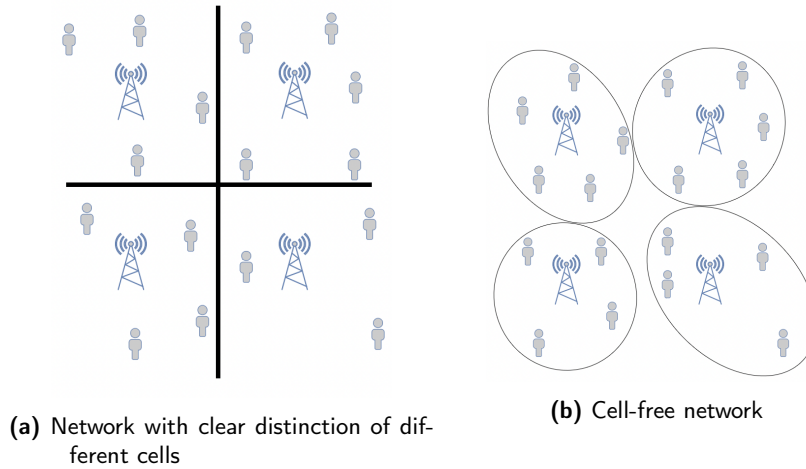 (a) Network with clear distinction of dif-
ferent cells
(b) Cell-free network